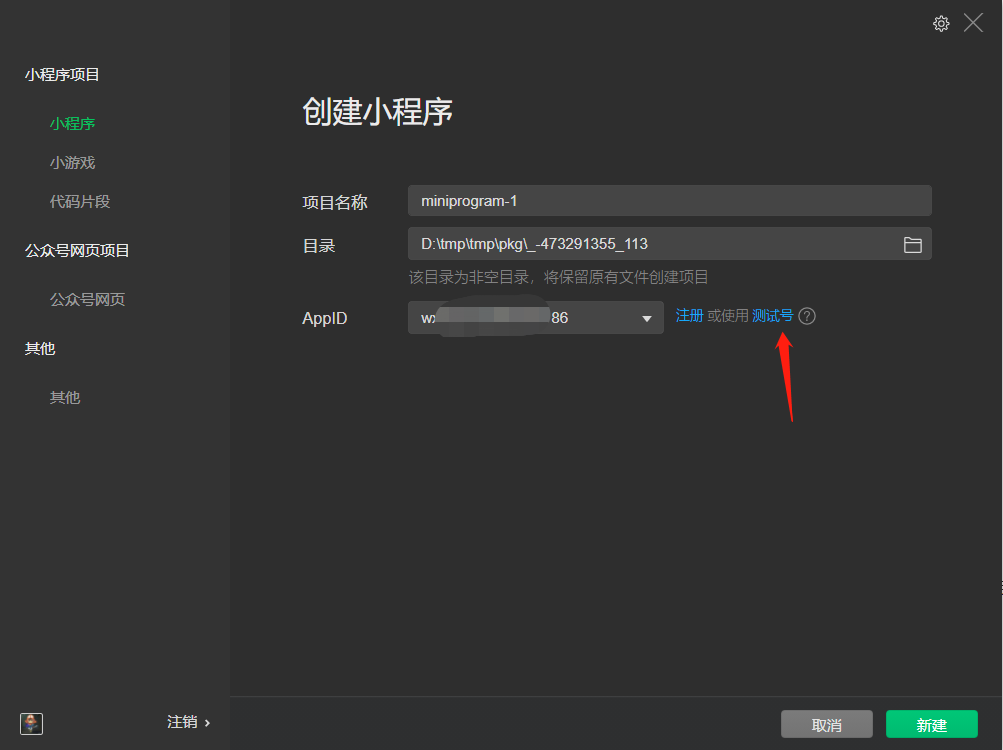 小程序项目
小程序
小游戏
代码片段
公众号网页项目
公众号网页
其他
其他
注销 ›
创建小程序
项目名称 miniprogram-1
目录 D:\tmp\tmp\pkg\_-473291355_113
该目录为非空目录，将保留原有文件创建项目
AppID wx 86 注册 或使用 测试号 ?
取消 新建